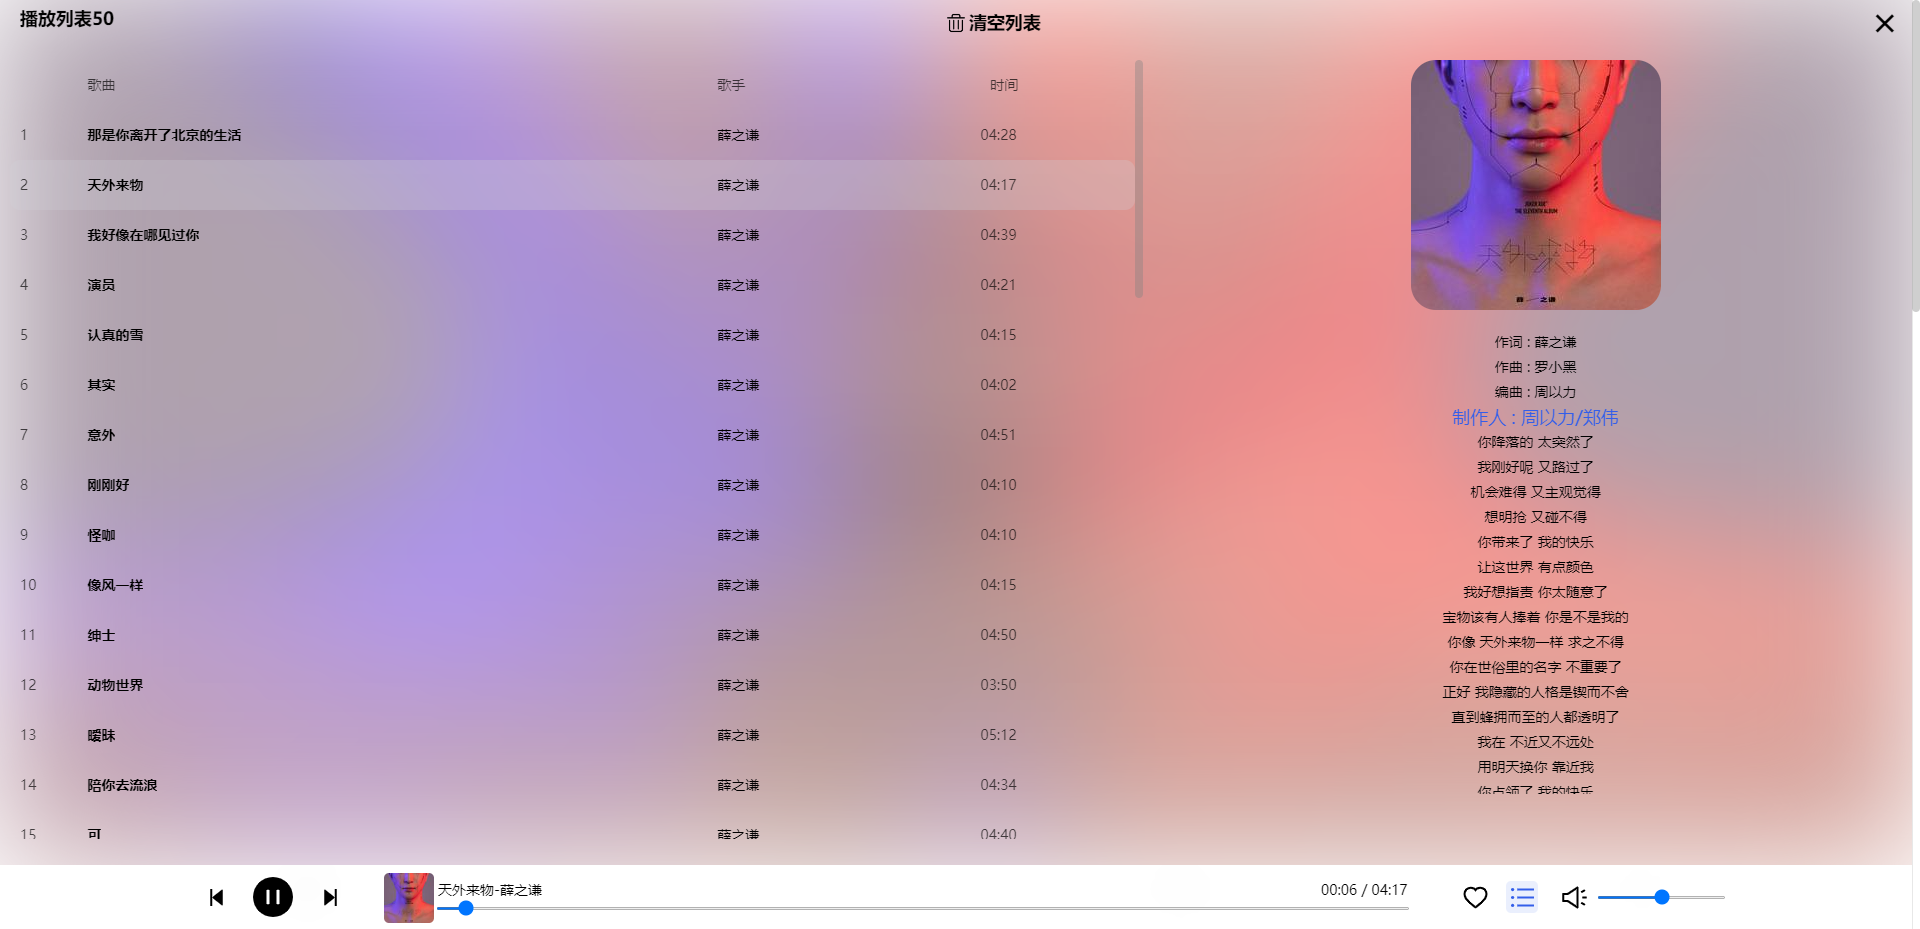 播放列表50
清空列表
歌曲 歌手 时间
1 那是你离开了北京的生活 薛之谦 04:28
2 天外来物 薛之谦 04:17
3 我好像在哪见过你 薛之谦 04:39
4 演员 薛之谦 04:21
5 认真的雪 薛之谦 04:15
6 其实 薛之谦 04:02
7 意外 薛之谦 04:51
8 刚刚好 薛之谦 04:10
9 怪咖 薛之谦 04:10
10 像风一样 薛之谦 04:15
11 绅士 薛之谦 04:50
12 动物世界 薛之谦 03:50
13 暧昧 薛之谦 05:12
14 陪你去流浪 薛之谦 04:34
15 可 薛之谦 04:40
JOKER XUE
THE ELEVENTH ALBUM
天外来物
薛之谦
作词 : 薛之谦
作曲 : 罗小黑
编曲 : 周以力
制作人 : 周以力/郑伟
你降落的 太突然了
我刚好呢 又路过了
机会难得 又主观觉得
想明抢 又碰不得
你带来了 我的快乐
让这世界 有点颜色
我好想指责 你太随意了
宝物该有人捧着 你是不是我的
你像 天外来物一样 求之不得
你在世俗里的名字 不重要了
正好 我隐藏的人格是锲而不舍
直到蜂拥而至的人都透明了
我在 不近又不远处
用明天换你 靠近我
你占领了 我的快乐
天外来物-薛之谦
00:06 / 04:17